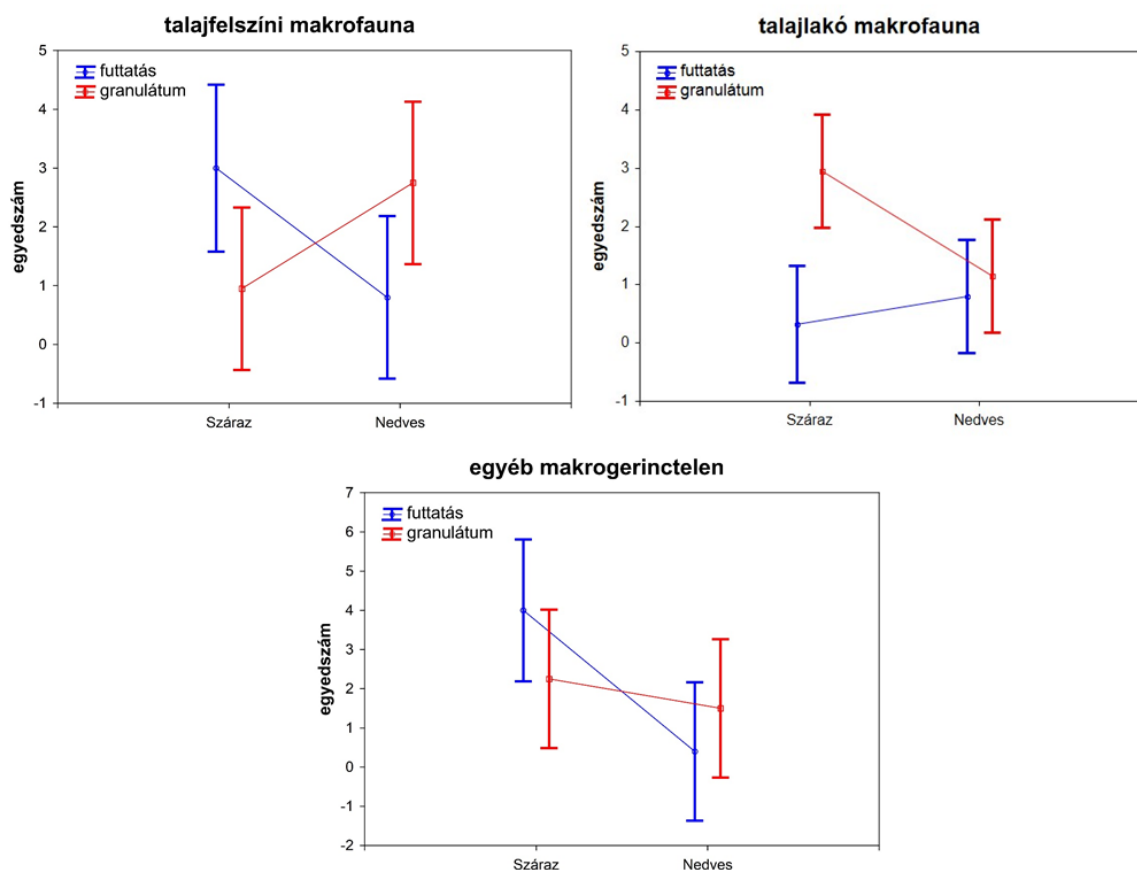 talajfelszíni makrofauna
5
4
3
2
1
0
-1
egyedszám
futtatás
granulátum
Száraz
Nedves
talajlakó makrofauna
5
4
3
2
1
0
-1
egyedszám
futtatás
granulátum
Száraz
Nedves
egyéb makrogerinctelen
7
6
5
4
3
2
1
0
-1
-2
egyedszám
futtatás
granulátum
Száraz
Nedves